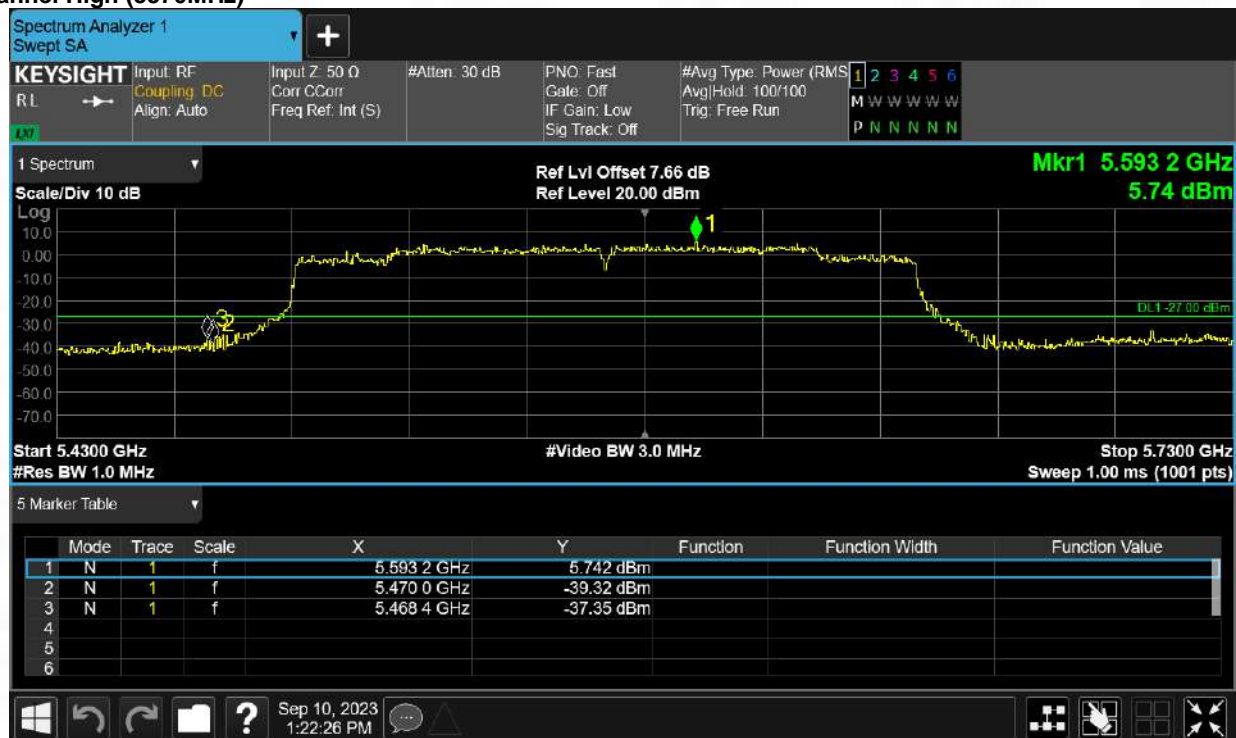 Spectrum Analyzer 1
Swept SA
KEYSIGHT
RL
LXI
Input: RF
Coupling: DC
Align: Auto
Input Z: 50 Ω
Corr CCorr
Freq Ref: Int (S)
#Atten: 30 dB
PNO: Fast
Gate: Off
IF Gain: Low
Sig Track: Off
#Avg Type: Power (RMS
Avg|Hold: 100/100
Trig: Free Run
1 2 3 4 5 6
M W W W W W
P N N N N N
1 Spectrum
Scale/Div 10 dB
Ref Lvl Offset 7.66 dB
Ref Level 20.00 dBm
Mkr1 5.593 2 GHz
5.74 dBm
Log
10.0
0.00
-10.0
-20.0
-30.0
-40.0
-50.0
-60.0
-70.0
1
2
DL1 -27.00 dBm
Start 5.4300 GHz
#Res BW 1.0 MHz
#Video BW 3.0 MHz
Stop 5.7300 GHz
Sweep 1.00 ms (1001 pts)
5 Marker Table
Mode Trace Scale X Y Function Function Width Function Value
1 N 1 f 5.593 2 GHz 5.742 dBm
2 N 1 f 5.470 0 GHz -39.32 dBm
3 N 1 f 5.468 4 GHz -37.35 dBm
4
5
6
?
Sep 10, 2023
1:22:26 PM